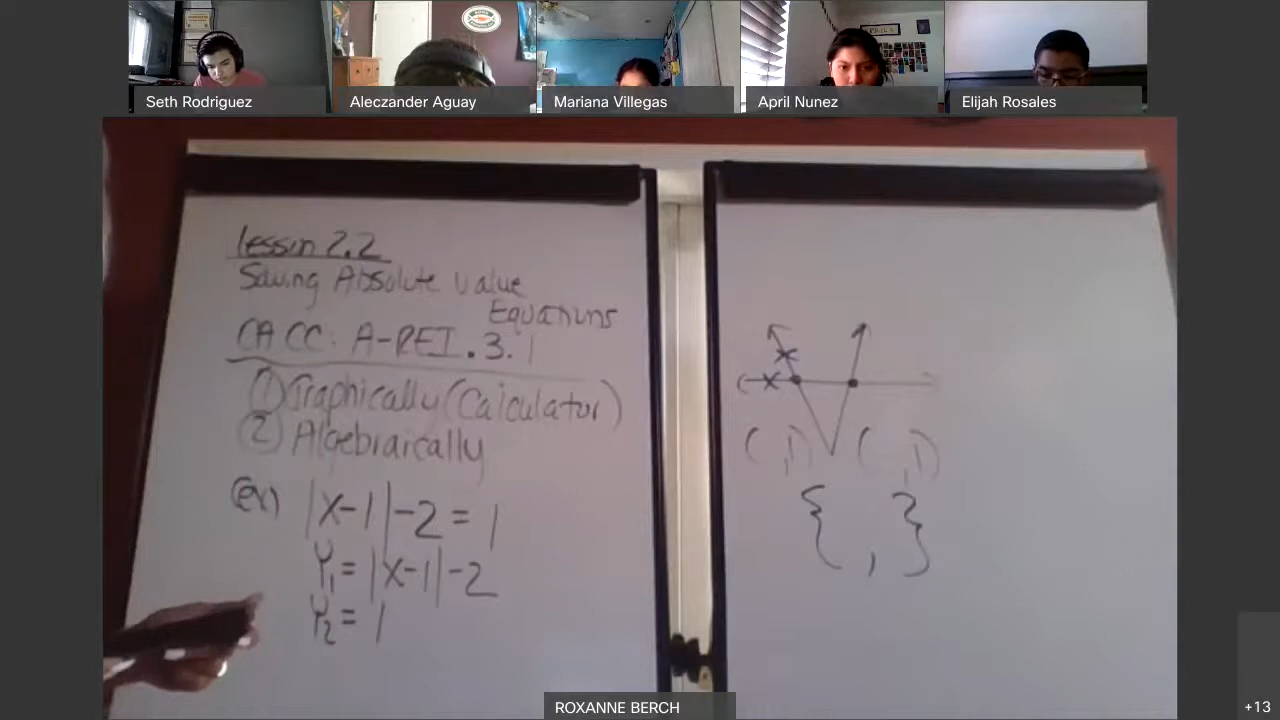 Seth Rodriguez
Aleczander Aguay
Mariana Villegas
April Nunez
Elijah Rosales
lesson 2.2
Solving Absolute Value
Equations
CA CC: A-REI.3.1
① Graphically (Calculator)
② Algebraically
(ex) |x-1|-2=1
Y₁=|x-1|-2
Y₂=1
( ,1) ( ,1)
{ , }
ROXANNE BERCH
+13